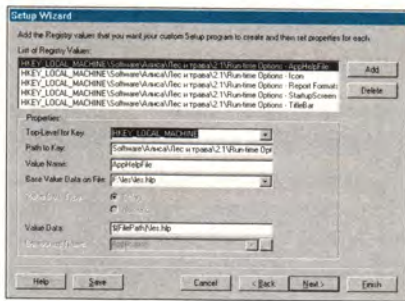 Setup Wizard
Add the Registry values that you want your custom Setup program to create and then set properties for each.
List of Registry Values:
HKEY_LOCAL_MACHINE\Software\Алиса\Лес и трава\2.1\Run-time Options - AppHelpFile
HKEY_LOCAL_MACHINE\Software\Алиса\Лес и трава\2.1\Run-time Options - Icon
HKEY_LOCAL_MACHINE\Software\Алиса\Лес и трава\2.1\Run-time Options - Report Formats
HKEY_LOCAL_MACHINE\Software\Алиса\Лес и трава\2.1\Run-time Options - StartupScreen
HKEY_LOCAL_MACHINE\Software\Алиса\Лес и трава\2.1\Run-time Options - TitleBar
Add
Delete
Properties
Top-Level for Key: HKEY_LOCAL_MACHINE
Path to Key: Software\Алиса\Лес и трава\2.1\Run-time Opt
Value Name: AppHelpFile
Base Value Data on File: F:\les\les.hlp
Value Data: $(FilePath)\les.hlp
Help Save Cancel < Back Next > Finish